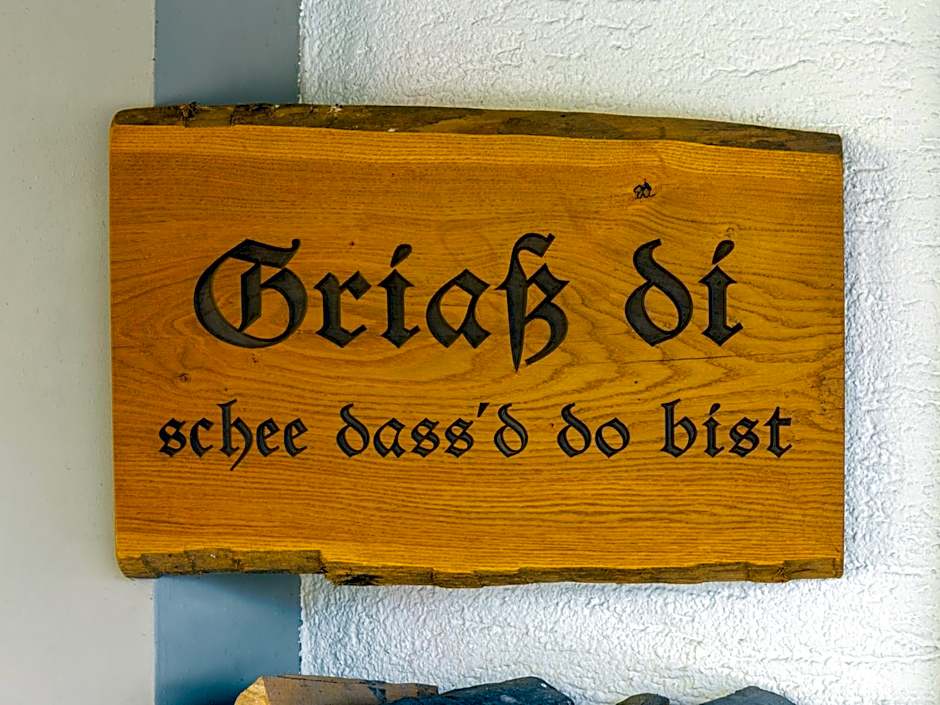 Griaß di
schee dass´d do bist